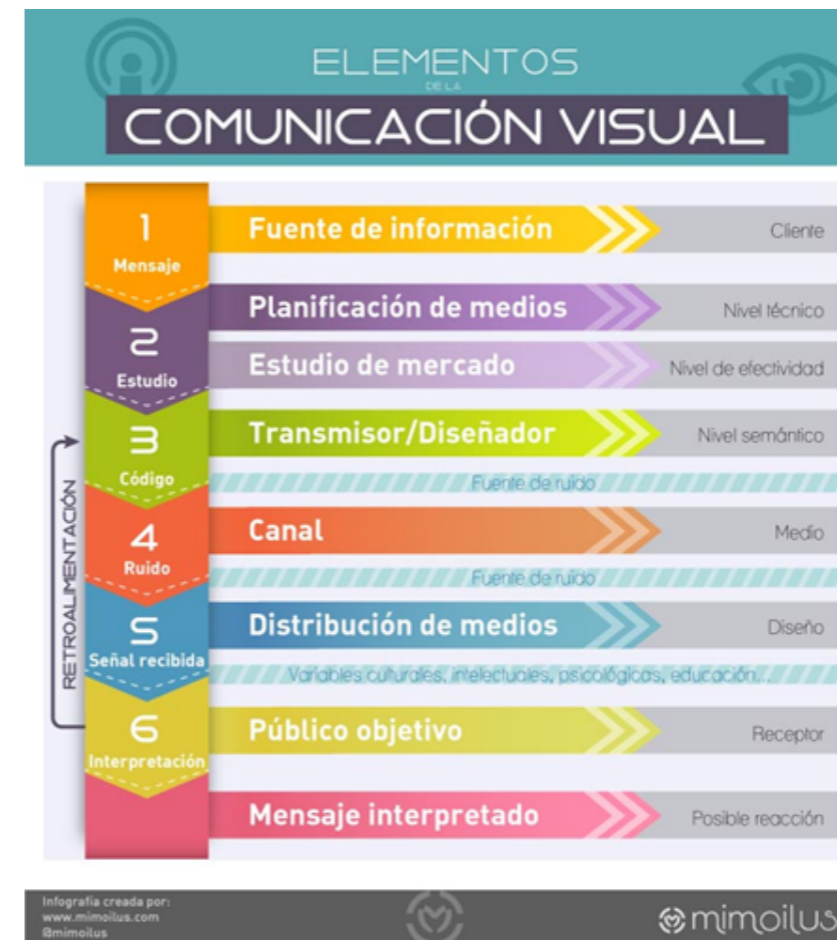 ELEMENTOS
DE LA
COMUNICACIÓN VISUAL
1
Mensaje
Fuente de información
Cliente
2
Estudio
Planificación de medios
Nivel técnico
Estudio de mercado
Nivel de efectividad
3
Código
Transmisor/Diseñador
Nivel semántico
Fuente de ruido
4
Ruido
Canal
Medio
Fuente de ruido
5
Señal recibida
Distribución de medios
Diseño
Variables culturales, intelectuales, psicológicas, educación...
6
Interpretación
Público objetivo
Receptor
Mensaje interpretado
Posible reacción
RETROALIMENTACIÓN
Infografía creada por:
www.mimoilus.com
@mimoilus
mimoilus